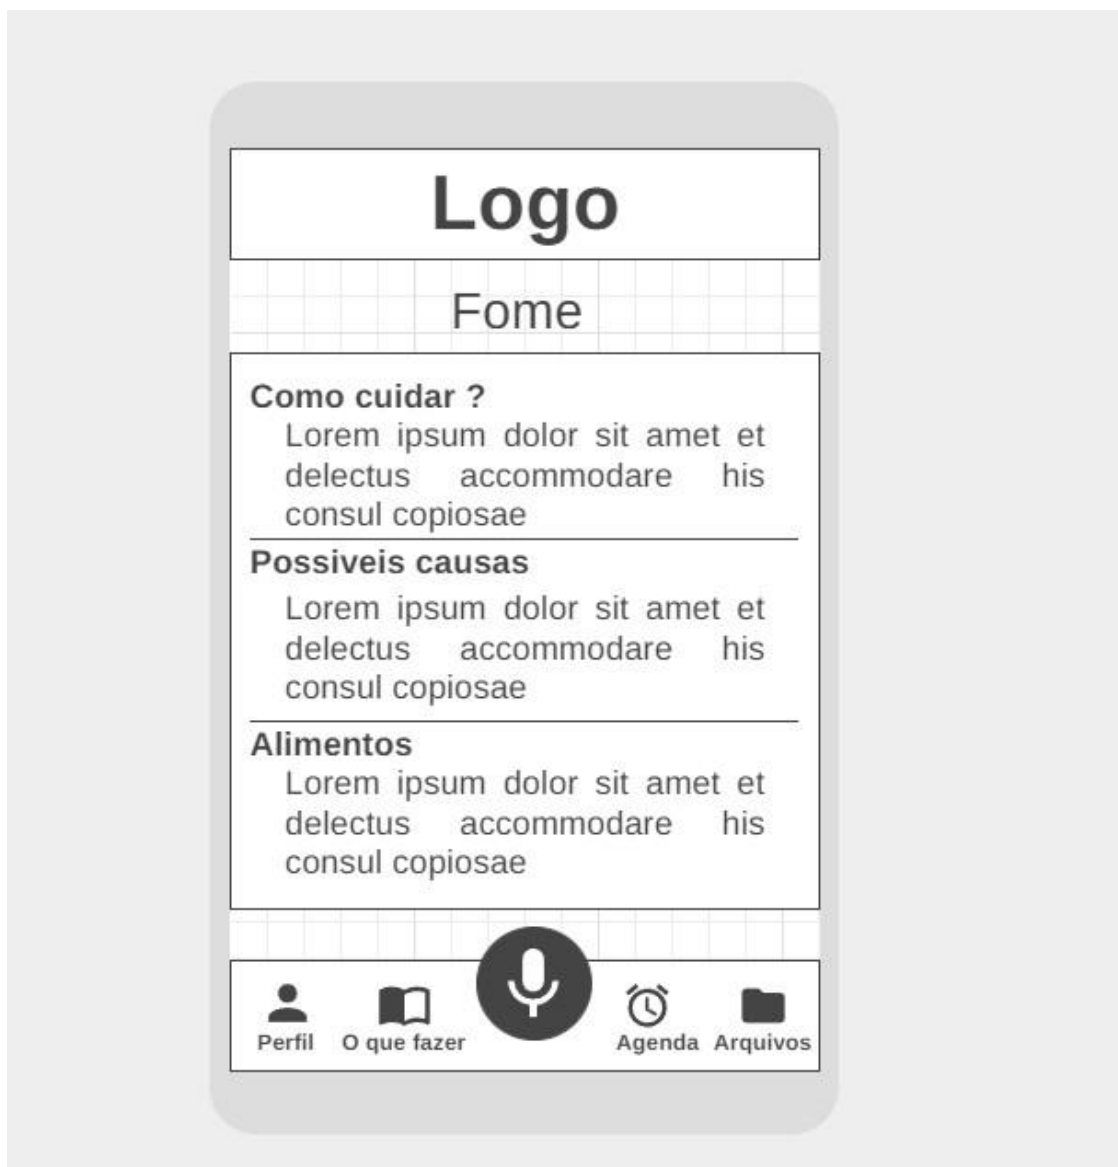 Logo
Fome
Como cuidar ?
Lorem ipsum dolor sit amet et
delectus accommodare his
consul copiosae
Possiveis causas
Lorem ipsum dolor sit amet et
delectus accommodare his
consul copiosae
Alimentos
Lorem ipsum dolor sit amet et
delectus accommodare his
consul copiosae
Perfil O que fazer Agenda Arquivos